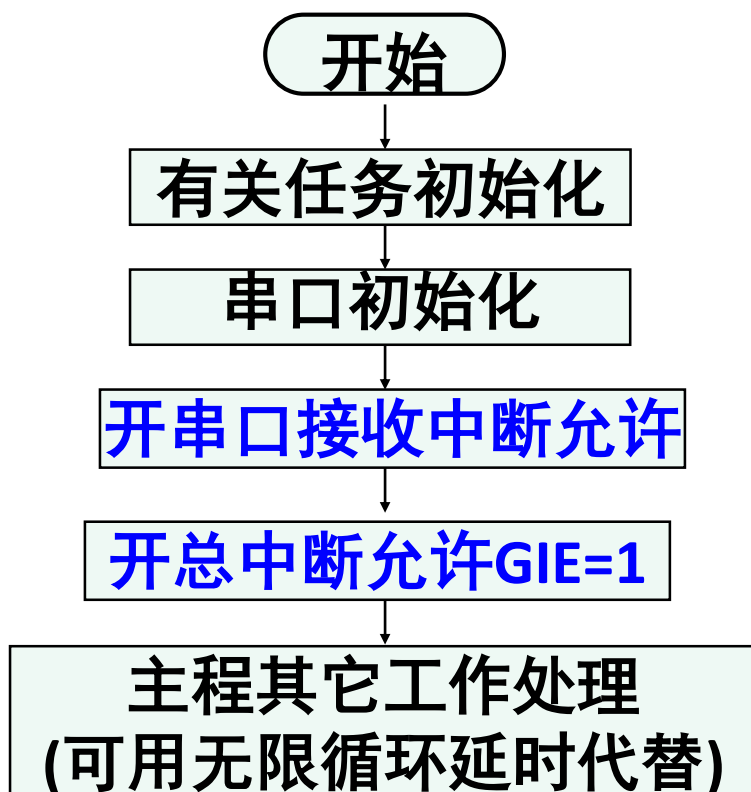 开始
有关任务初始化
串口初始化
开串口接收中断允许
开总中断允许GIE=1
主程其它工作处理
(可用无限循环延时代替)